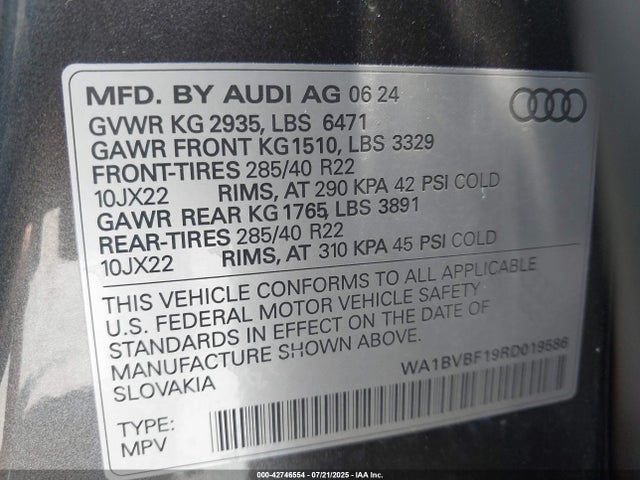 MFD. BY AUDI AG 06 24
GVWR KG 2935, LBS 6471
GAWR FRONT KG1510, LBS 3329
FRONT-TIRES 285/40 R22
10JX22 RIMS, AT 290 KPA 42 PSI COLD
GAWR REAR KG 1765, LBS 3891
REAR-TIRES 285/40 R22
10JX22 RIMS, AT 310 KPA 45 PSI COLD
THIS VEHICLE CONFORMS TO ALL APPLICABLE
U.S. FEDERAL MOTOR VEHICLE SAFETY
STANDARDS IN EFFECT ON THE DATE OF
MANUFACTURE SHOWN ABOVE.
SLOVAKIA
WA1BVBF19RD019586
TYPE:
MPV
000-42746554 - 07/21/2025 - IAA Inc.